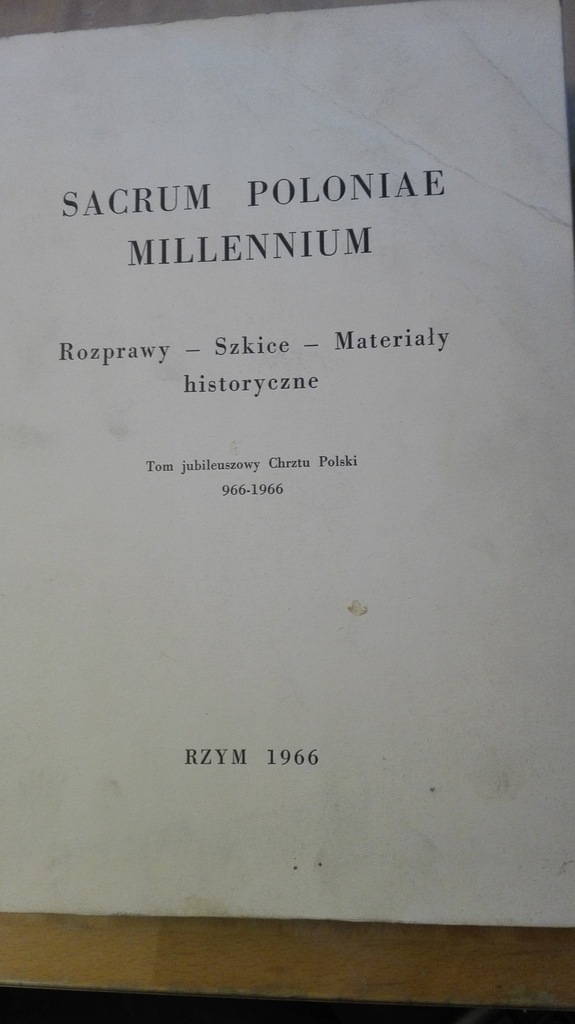 SACRUM POLONIAE
MILLENNIUM
Rozprawy – Szkice – Materiały
historyczne
Tom jubileuszowy Chrztu Polski
966-1966
RZYM 1966